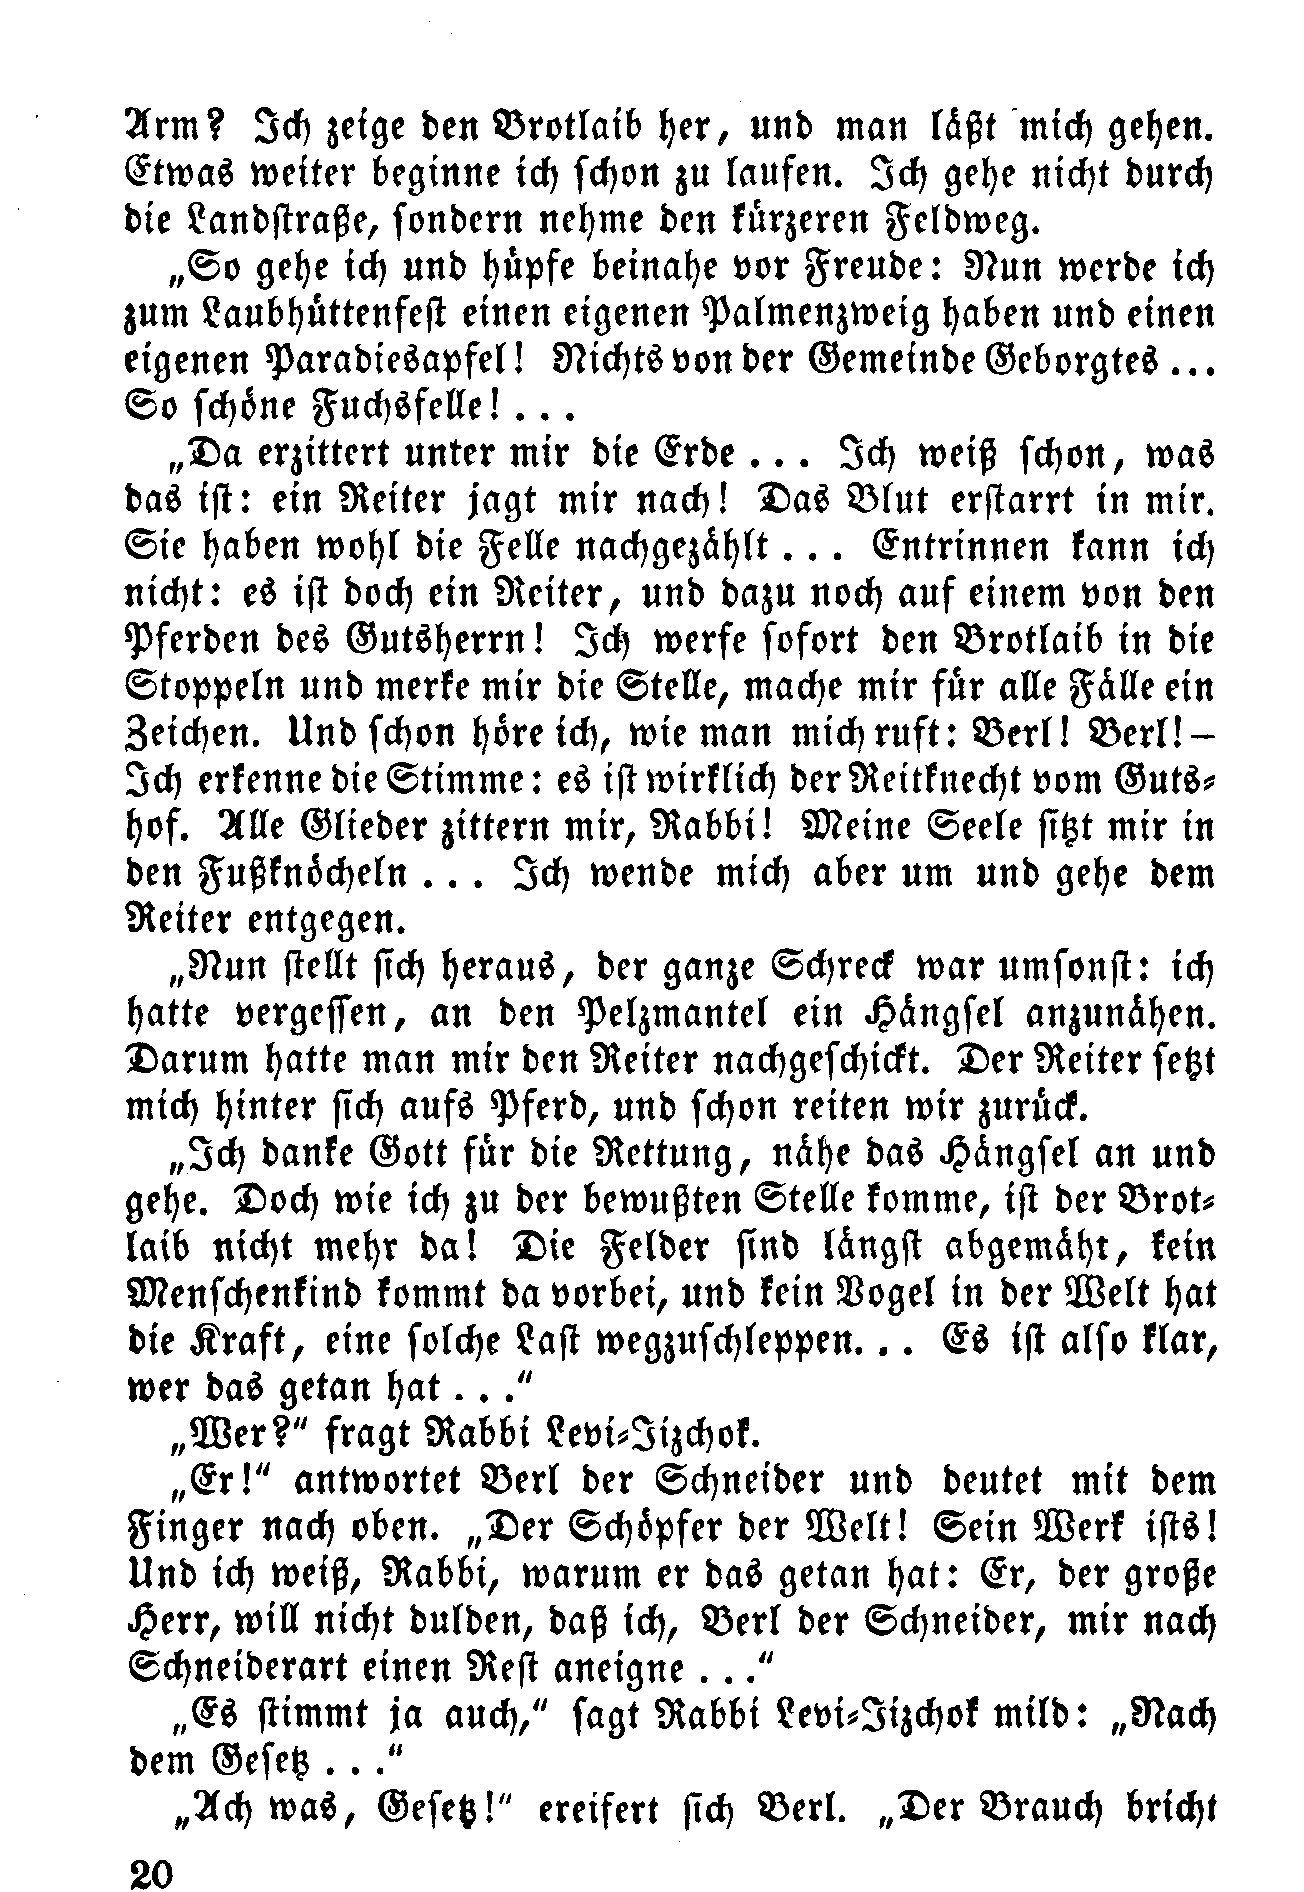 Arm? Ich zeige den Brotlaib her, und man läßt mich gehen.
Etwas weiter beginne ich schon zu laufen. Ich gehe nicht durch
die Landstraße, sondern nehme den kürzeren Feldweg.
„So gehe ich und hüpfe beinahe vor Freude: Nun werde ich
zum Laubhüttenfest einen eigenen Palmenzweig haben und einen
eigenen Paradiesapfel! Nichts von der Gemeinde Geborgtes ...
So schöne Fuchsfelle! ...
„Da erzittert unter mir die Erde ... Ich weiß schon, was
das ist: ein Reiter jagt mir nach! Das Blut erstarrt in mir.
Sie haben wohl die Felle nachgezählt ... Entrinnen kann ich
nicht: es ist doch ein Reiter, und dazu noch auf einem von den
Pferden des Gutsherrn! Ich werfe sofort den Brotlaib in die
Stoppeln und merke mir die Stelle, mache mir für alle Fälle ein
Zeichen. Und schon höre ich, wie man mich ruft: Berl! Berl! –
Ich erkenne die Stimme: es ist wirklich der Reitknecht vom Guts-
hof. Alle Glieder zittern mir, Rabbi! Meine Seele sitzt mir in
den Fußknöcheln ... Ich wende mich aber um und gehe dem
Reiter entgegen.
„Nun stellt sich heraus, der ganze Schreck war umsonst: ich
hatte vergessen, an den Pelzmantel ein Hängsel anzunähen.
Darum hatte man mir den Reiter nachgeschickt. Der Reiter setzt
mich hinter sich aufs Pferd, und schon reiten wir zurück.
„Ich danke Gott für die Rettung, nähe das Hängsel an und
gehe. Doch wie ich zu der bewußten Stelle komme, ist der Brot-
laib nicht mehr da! Die Felder sind längst abgemäht, kein
Menschenkind kommt da vorbei, und kein Vogel in der Welt hat
die Kraft, eine solche Last wegzuschleppen... Es ist also klar,
wer das getan hat ...“
„Wer?“ fragt Rabbi Levi-Jizchok.
„Er!“ antwortet Berl der Schneider und deutet mit dem
Finger nach oben. „Der Schöpfer der Welt! Sein Werk ists!
Und ich weiß, Rabbi, warum er das getan hat: Er, der große
Herr, will nicht dulden, daß ich, Berl der Schneider, mir nach
Schneiderart einen Rest aneigne ...“
„Es stimmt ja auch,“ sagt Rabbi Levi-Jizchok mild: „Nach
dem Gesetz ...“
„Ach was, Gesetz!“ ereifert sich Berl. „Der Brauch bricht
20